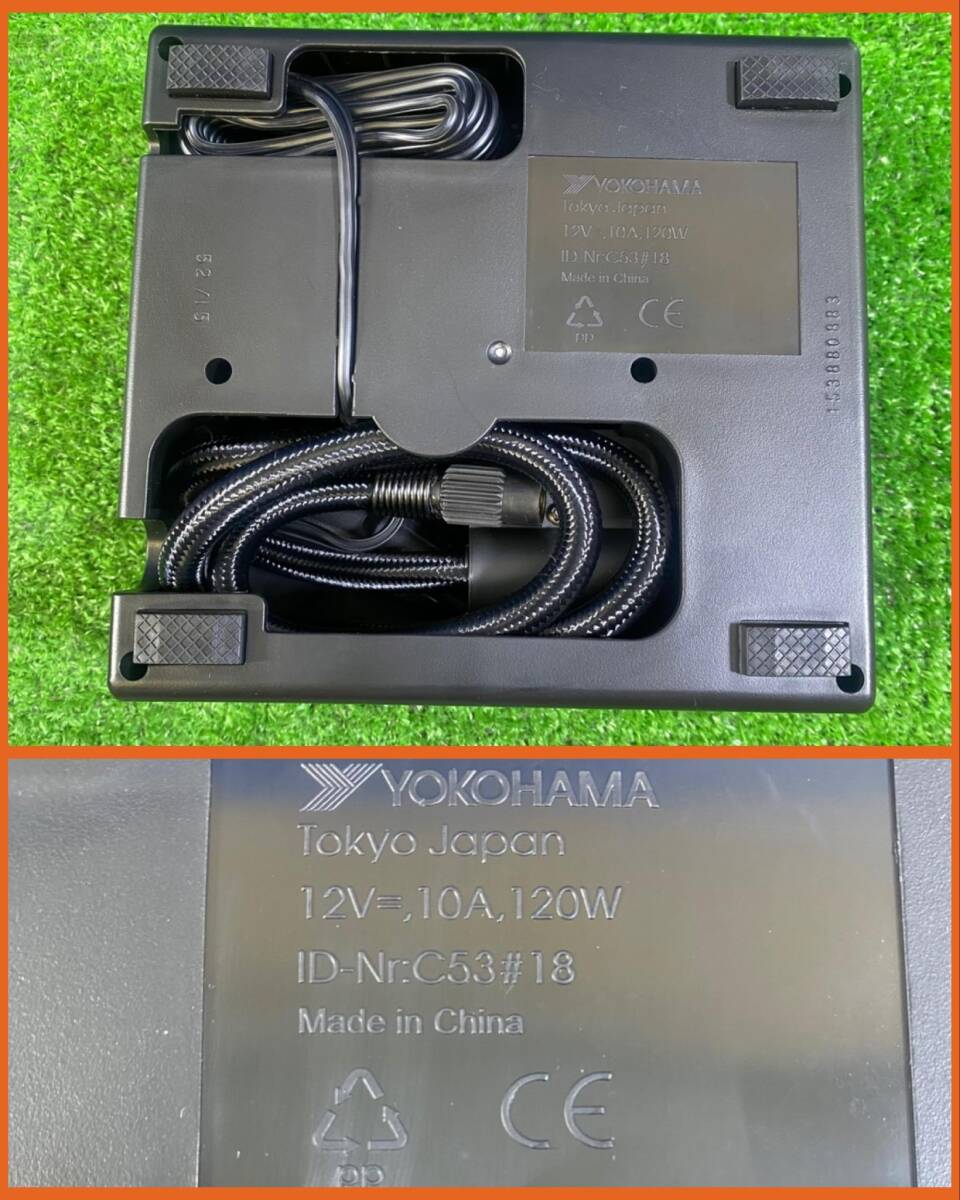 YOKOHAMA
Tokyo Japan
12V=,10A,120W
ID-Nr:C53#18
Made in China
CE
PP
153880883
YOKOHAMA
Tokyo Japan
12V=,10A,120W
ID-Nr:C53#18
Made in China
CE
PP